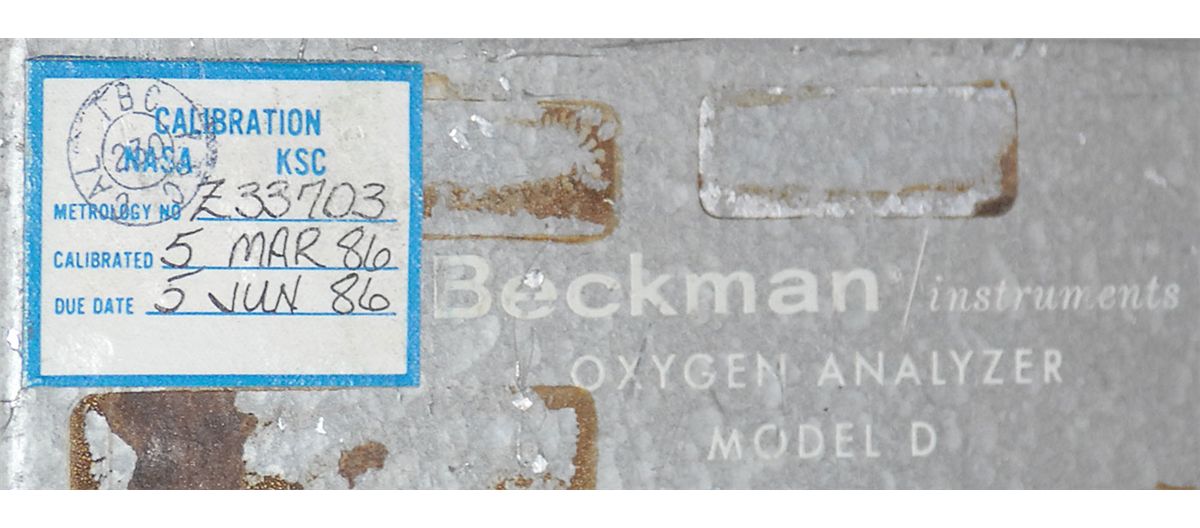 CALIBRATION
NASA KSC
METROLOGY NO Z33703
CALIBRATED 5 MAR 86
DUE DATE 5 JUN 86
Beckman / instruments
OXYGEN ANALYZER
MODEL D